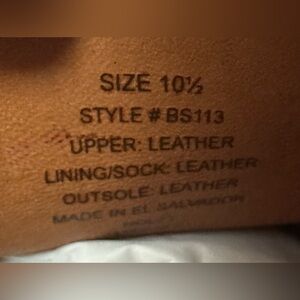 SIZE 10½
STYLE # BS113
UPPER: LEATHER
LINING/SOCK: LEATHER
OUTSOLE: LEATHER
MADE IN EL SALVADOR